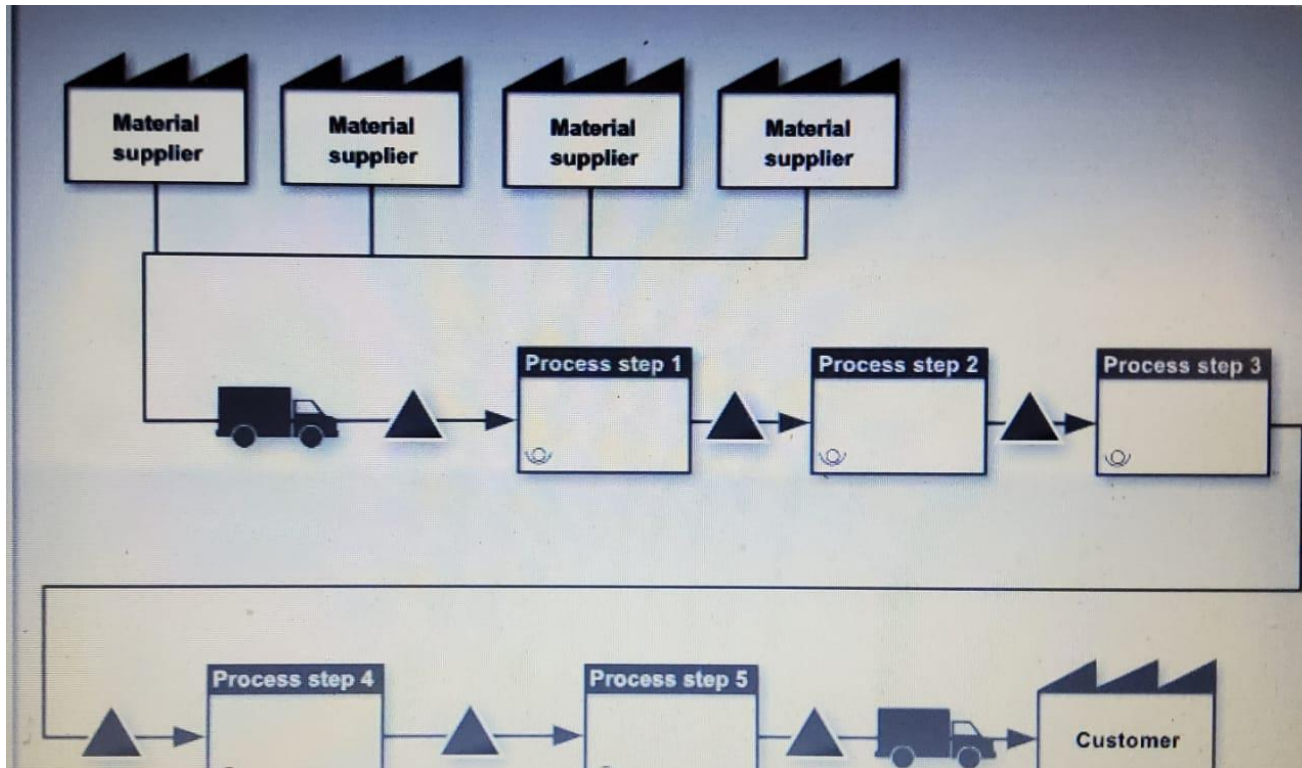 Material
supplier
Material
supplier
Material
supplier
Material
supplier
Process step 1
Process step 2
Process step 3
Process step 4
Process step 5
Customer